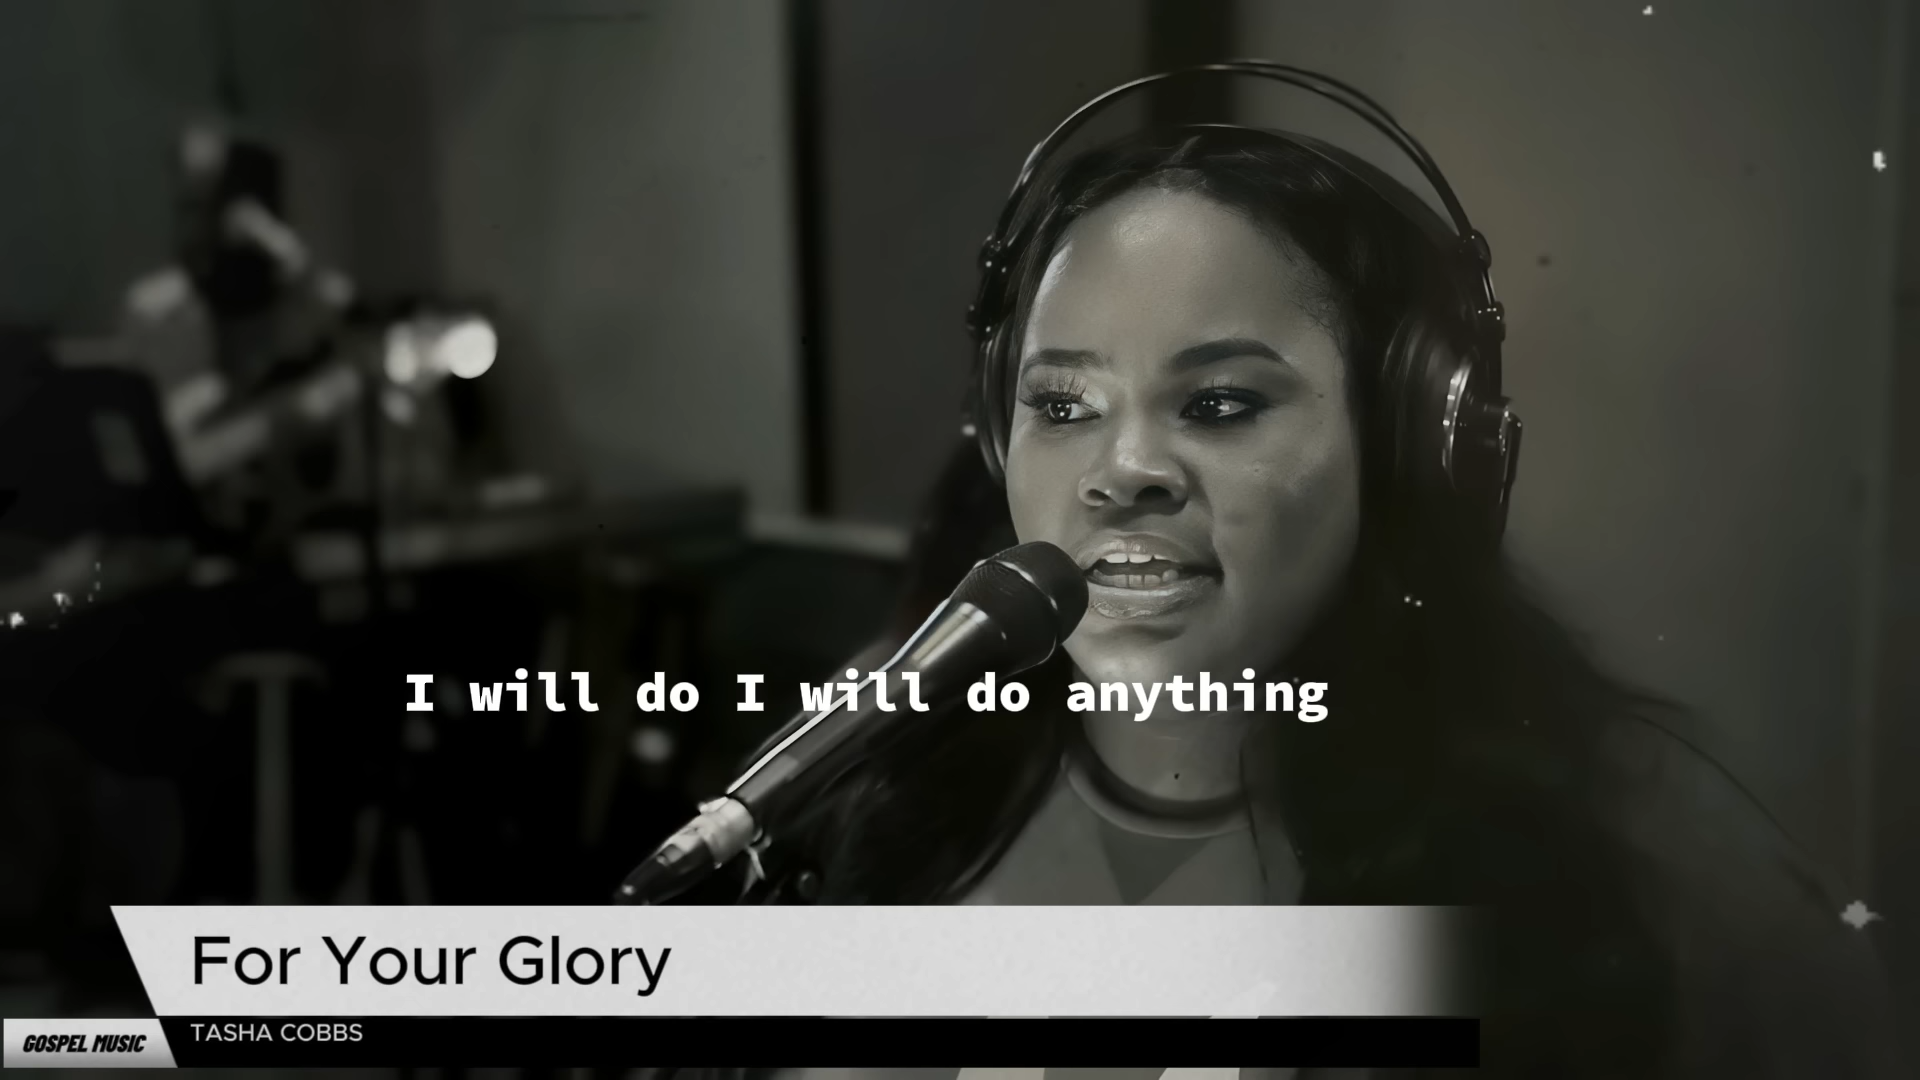 I will do I will do anything
For Your Glory
GOSPEL MUSIC
TASHA COBBS